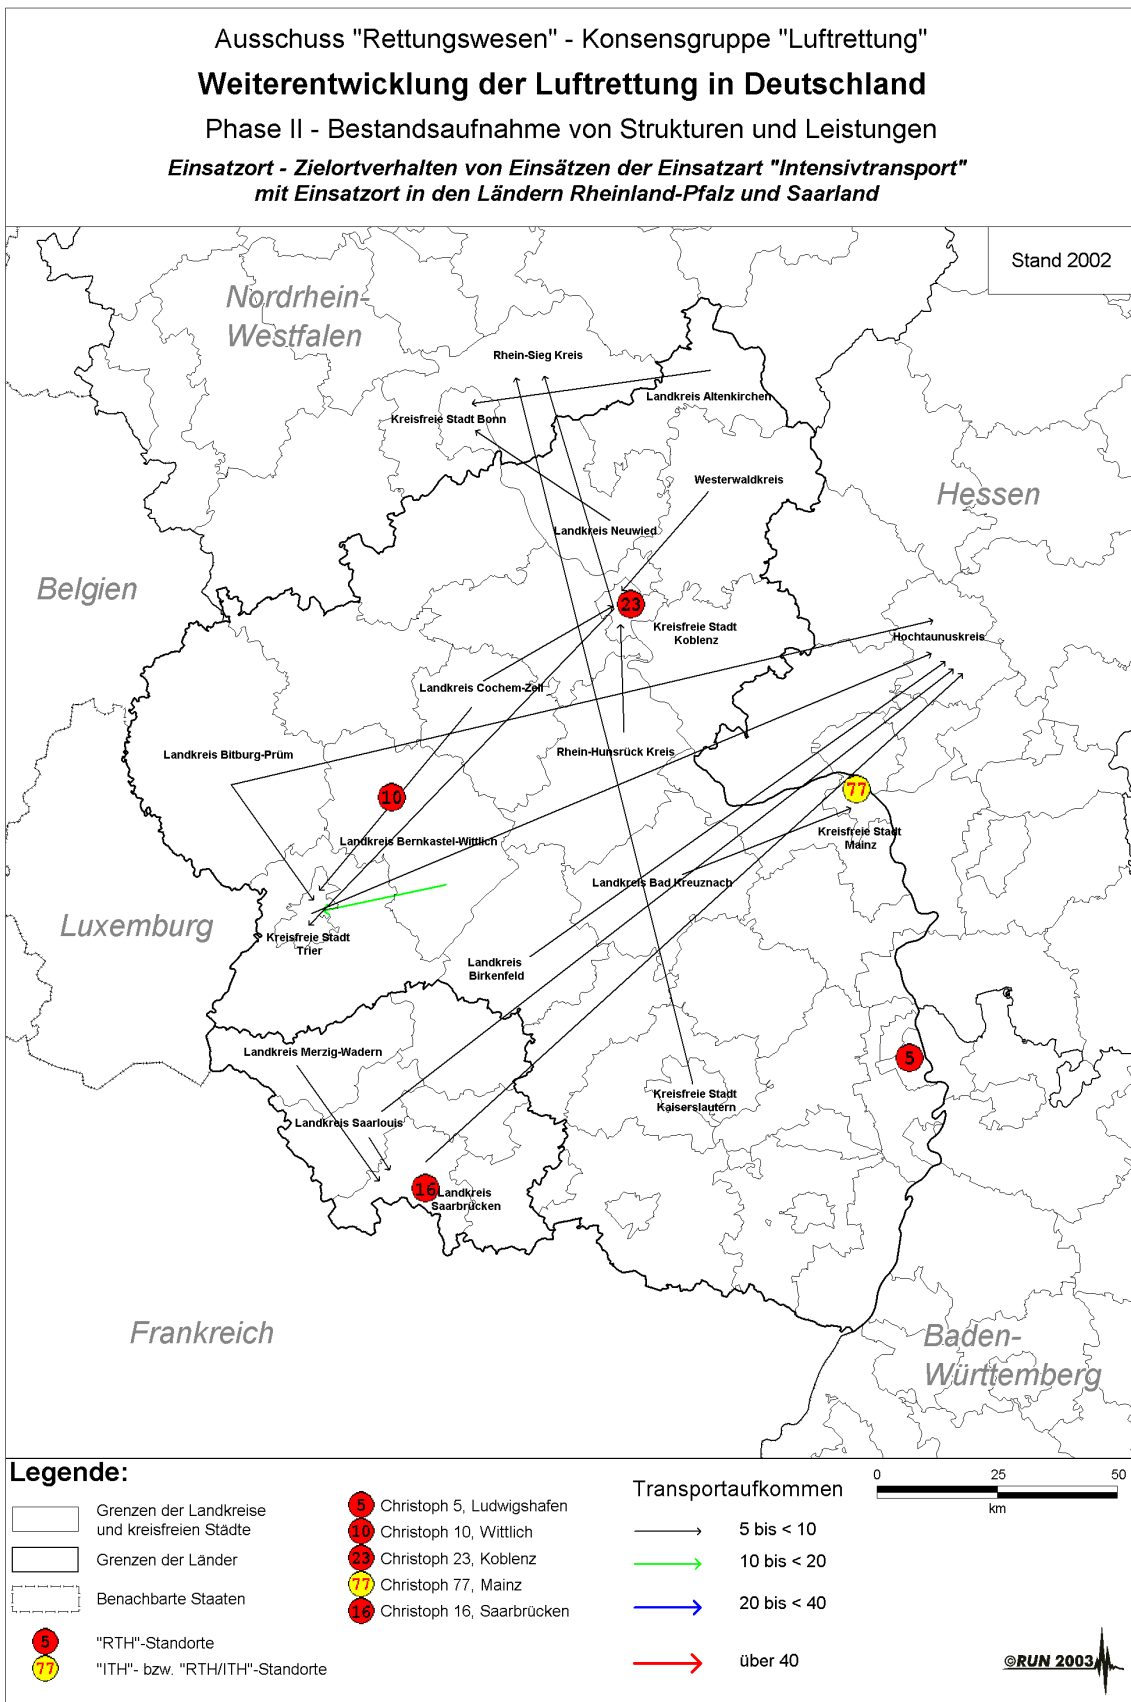 Ausschuss "Rettungswesen" - Konsensgruppe "Luftrettung"
Weiterentwicklung der Luftrettung in Deutschland
Phase II - Bestandsaufnahme von Strukturen und Leistungen
Einsatzort - Zielortverhalten von Einsätzen der Einsatzart "Intensivtransport"
mit Einsatzort in den Ländern Rheinland-Pfalz und Saarland
Stand 2002
Nordrhein-
Westfalen
Rhein-Sieg Kreis
Landkreis Altenkirchen
Kreisfreie Stadt Bonn
Westerwaldkreis
Hessen
Landkreis Neuwied
Belgien
23
Kreisfreie Stadt
Koblenz
Hochtaunuskreis
Landkreis Cochem-Zell
Landkreis Bitburg-Prüm
Rhein-Hunsrück Kreis
10
77
Kreisfreie Stadt
Mainz
Landkreis Bernkastel-Wittlich
Landkreis Bad Kreuznach
Luxemburg
Kreisfreie Stadt
Trier
Landkreis
Birkenfeld
Landkreis Merzig-Wadern
5
Kreisfreie Stadt
Kaiserslautern
Landkreis Saarlouis
16
Landkreis
Saarbrücken
Frankreich
Baden-
Württemberg
Legende:
Grenzen der Landkreise
und kreisfreien Städte
Grenzen der Länder
Benachbarte Staaten
5 "RTH"-Standorte
77 "ITH"- bzw. "RTH/ITH"-Standorte
5 Christoph 5, Ludwigshafen
10 Christoph 10, Wittlich
23 Christoph 23, Koblenz
77 Christoph 77, Mainz
16 Christoph 16, Saarbrücken
Transportaufkommen
5 bis < 10
10 bis < 20
20 bis < 40
über 40
0 25 50
km
©RUN 2003